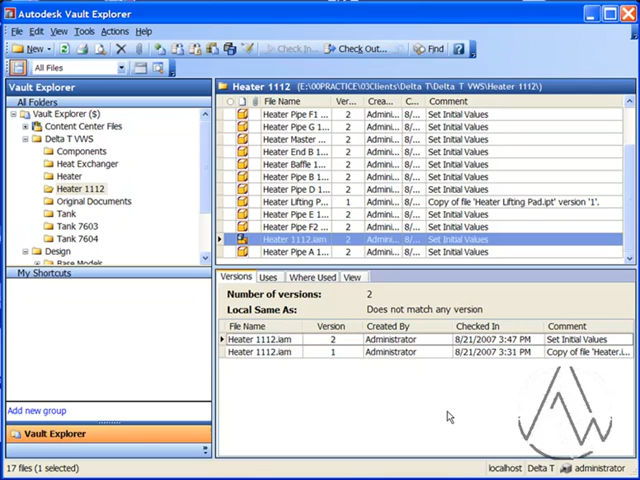 Autodesk Vault Explorer
File Edit View Tools Actions Help
New Check In... Check Out... Find
All Files
Vault Explorer
All Folders
Vault Explorer ($)
Content Center Files
Delta T VWS
Components
Heat Exchanger
Heater
Heater 1112
Original Documents
Tank
Tank 7603
Tank 7604
Design
Base Models
My Shortcuts
Add new group
Vault Explorer
Heater 1112 (E:\00PRACTICE\03Clients\Delta T\Delta T VWS\Heater 1112\)
File Name Ver... Crea... C... Comment
Heater Pipe F1 ... 2 Admini... 8/... Set Initial Values
Heater Pipe G 1... 2 Admini... 8/... Set Initial Values
Heater Master ... 2 Admini... 8/... Set Initial Values
Heater End B 1... 2 Admini... 8/... Set Initial Values
Heater Baffle 1... 2 Admini... 8/... Set Initial Values
Heater Pipe B 1... 2 Admini... 8/... Set Initial Values
Heater Pipe D 1... 2 Admini... 8/... Set Initial Values
Heater Lifting P... 1 Admini... 8/... Copy of file 'Heater Lifting Pad.ipt' version '1'.
Heater Pipe E 1... 2 Admini... 8/... Set Initial Values
Heater Pipe F2 ... 2 Admini... 8/... Set Initial Values
Heater 1112.iam 2 Admini... 8/... Set Initial Values
Heater Pipe A 1... 2 Admini... 8/... Set Initial Values
Versions Uses Where Used View
Number of versions: 2
Local Same As: Does not match any version
File Name Version Created By Checked In Comment
Heater 1112.iam 2 Administrator 8/21/2007 3:47 PM Set Initial Values
Heater 1112.iam 1 Administrator 8/21/2007 3:31 PM Copy of file 'Heater.i...
17 files (1 selected) localhost Delta T administrator